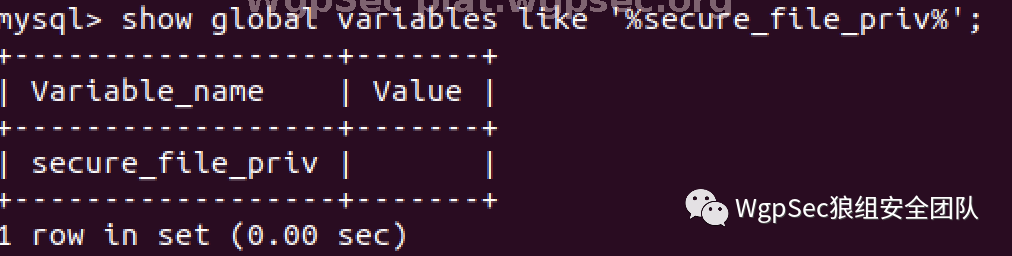 WgpSec plat.wgpsec.org
mysql> show global variables like '%secure_file_priv%';
+------------------+-------+
| Variable_name    | Value |
+------------------+-------+
| secure_file_priv |       |
+------------------+-------+
1 row in set (0.00 sec)
WgpSec狼组安全团队